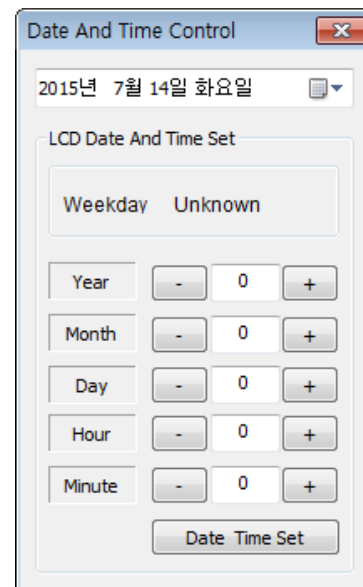 Date And Time Control
2015년 7월 14일 화요일
LCD Date And Time Set
Weekday Unknown
Year - 0 +
Month - 0 +
Day - 0 +
Hour - 0 +
Minute - 0 +
Date Time Set